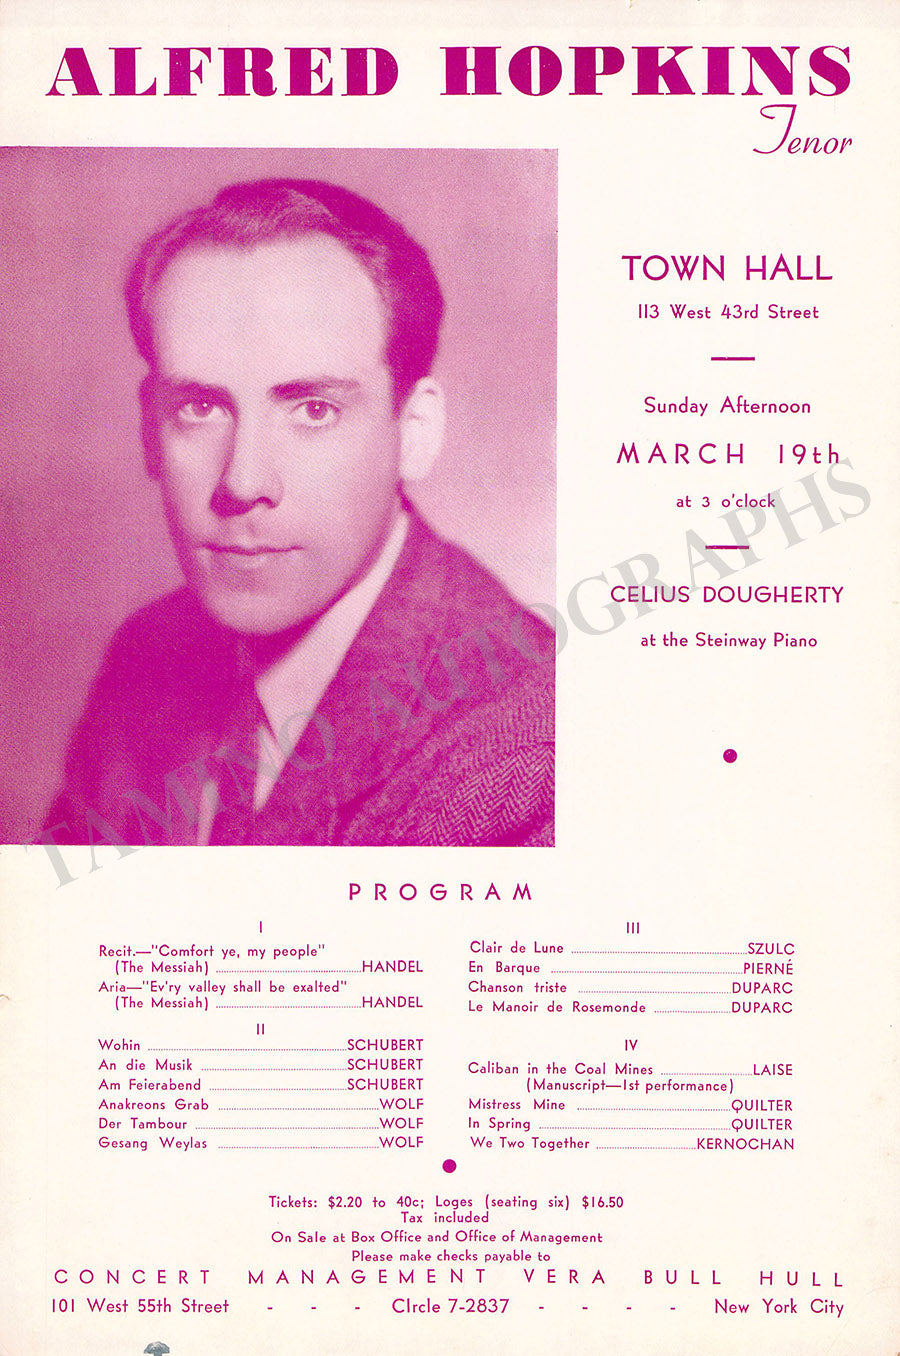 ALFRED HOPKINS
Tenor
TOWN HALL
113 West 43rd Street
Sunday Afternoon
MARCH 19th
at 3 o'clock
CELIUS DOUGHERTY
at the Steinway Piano
TAMINO AUTOGRAPHS
PROGRAM
I
Recit.—"Comfort ye, my people"
(The Messiah) ........ HANDEL
Aria—"Ev'ry valley shall be exalted"
(The Messiah) ........ HANDEL
II
Wohin ........ SCHUBERT
An die Musik ........ SCHUBERT
Am Feierabend ........ SCHUBERT
Anakreons Grab ........ WOLF
Der Tambour ........ WOLF
Gesang Weylas ........ WOLF
III
Clair de Lune ........ SZULC
En Barque ........ PIERNÉ
Chanson triste ........ DUPARC
Le Manoir de Rosemonde ........ DUPARC
IV
Caliban in the Coal Mines ........ LAISE
(Manuscript—1st performance)
Mistress Mine ........ QUILTER
In Spring ........ QUILTER
We Two Together ........ KERNOCHAN
Tickets: $2.20 to 40c; Loges (seating six) $16.50
Tax included
On Sale at Box Office and Office of Management
Please make checks payable to
CONCERT MANAGEMENT VERA BULL HULL
101 West 55th Street - - - CIrcle 7-2837 - - - - New York City